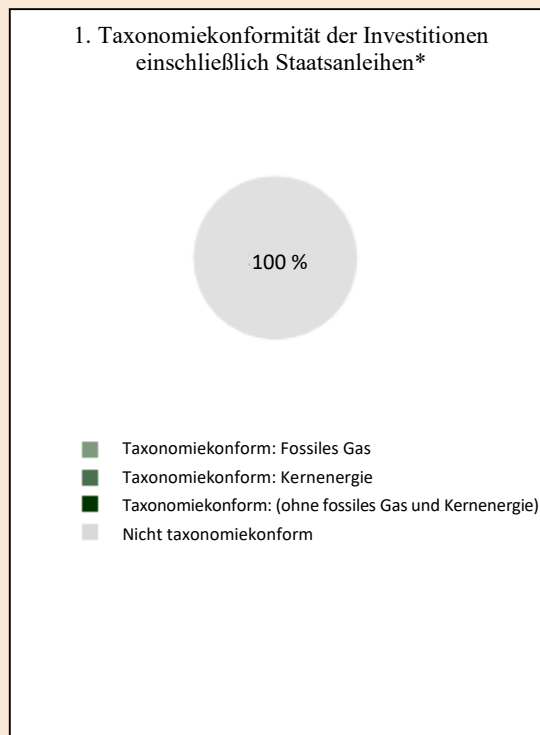 1. Taxonomiekonformität der Investitionen
einschließlich Staatsanleihen*
100 %
Taxonomiekonform: Fossiles Gas
Taxonomiekonform: Kernenergie
Taxonomiekonform: (ohne fossiles Gas und Kernenergie)
Nicht taxonomiekonform